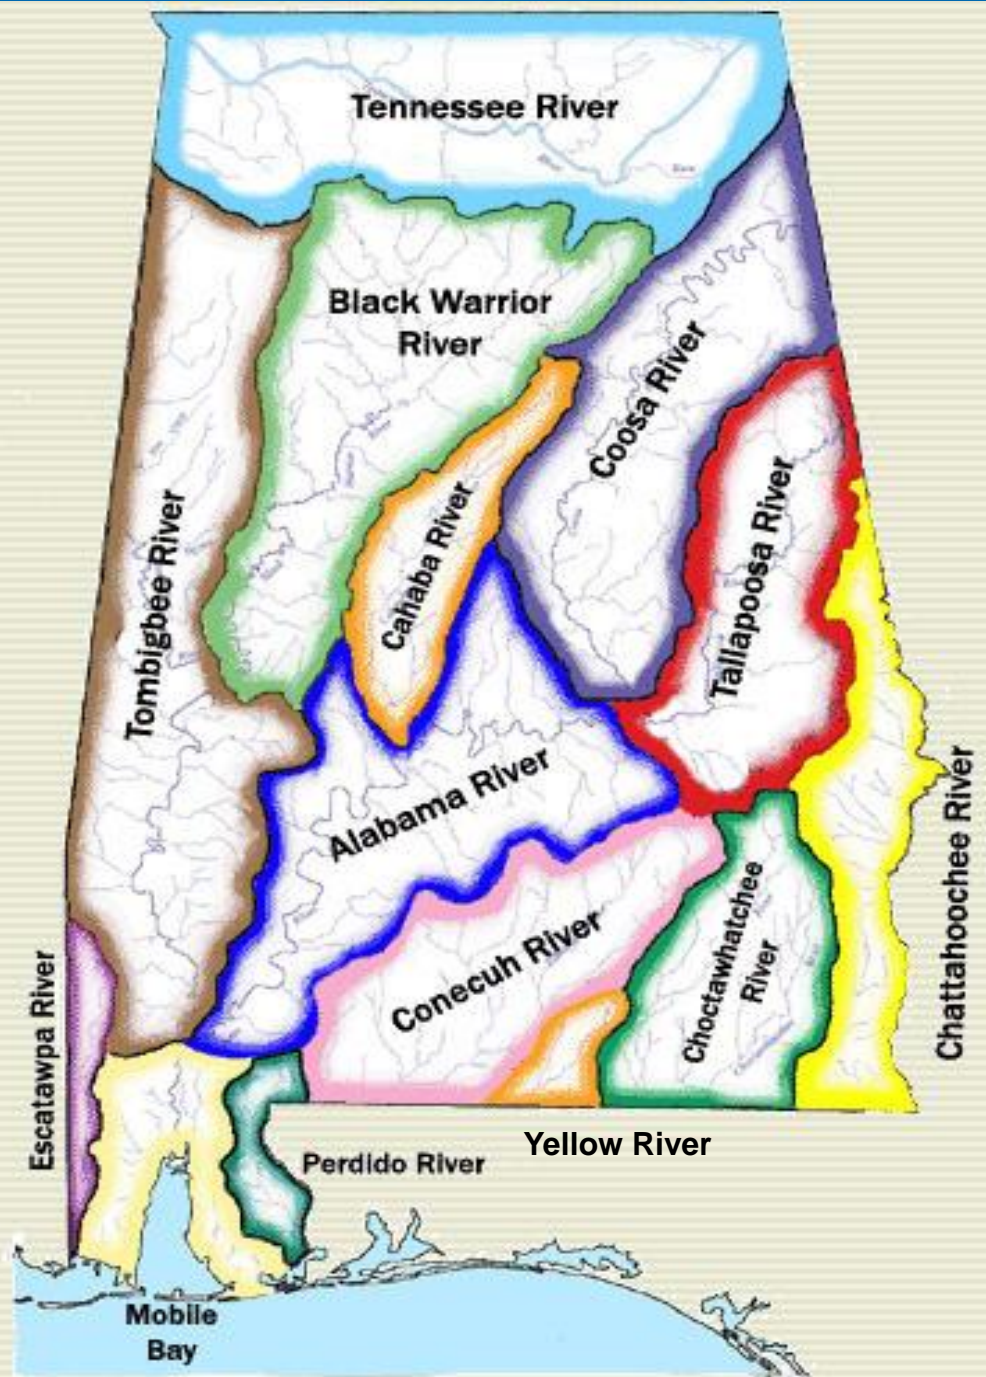 Tennessee River
Black Warrior
River
Coosa River
Cahaba River
Tallapoosa River
Tombigbee River
Alabama River
Chattahoochee River
Choctawhatchee
River
Conecuh River
Escatawpa River
Yellow River
Perdido River
Mobile
Bay